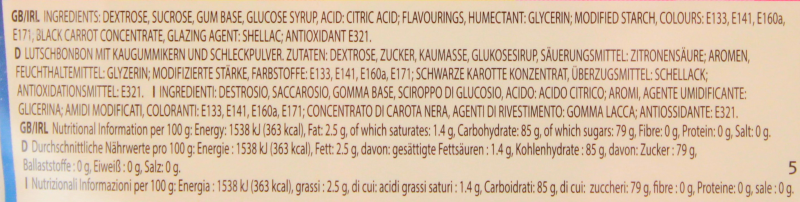 GB/IRL INGREDIENTS: DEXTROSE, SUCROSE, GUM BASE, GLUCOSE SYRUP, ACID: CITRIC ACID; FLAVOURINGS, HUMECTANT: GLYCERIN; MODIFIED STARCH, COLOURS: E133, E141, E160a,
E171, BLACK CARROT CONCENTRATE, GLAZING AGENT: SHELLAC; ANTIOXIDANT E321.
D LUTSCHBONBON MIT KAUGUMMIKERN UND SCHLECKPULVER. ZUTATEN: DEXTROSE, ZUCKER, KAUMASSE, GLUKOSESIRUP, SÄUERUNGSMITTEL: ZITRONENSÄURE; AROMEN,
FEUCHTHALTEMITTEL: GLYZERIN; MODIFIZIERTE STÄRKE, FARBSTOFFE: E133, E141, E160a, E171; SCHWARZE KAROTTE KONZENTRAT, ÜBERZUGSMITTEL: SCHELLACK;
ANTIOXIDATIONSMITTEL: E321. I INGREDIENTI: DESTROSIO, SACCAROSIO, GOMMA BASE, SCIROPPO DI GLUCOSIO, ACIDO: ACIDO CITRICO; AROMI, AGENTE UMIDIFICANTE:
GLICERINA; AMIDI MODIFICATI, COLORANTI: E133, E141, E160a, E171; CONCENTRATO DI CAROTA NERA, AGENTI DI RIVESTIMENTO: GOMMA LACCA; ANTIOSSIDANTE: E321.
GB/IRL Nutritional Information per 100 g: Energy: 1538 kJ (363 kcal), Fat: 2.5 g, of which saturates: 1.4 g, Carbohydrate: 85 g, of which sugars: 79 g, Fibre: 0 g, Protein: 0 g, Salt: 0 g.
D Durchschnittliche Nährwerte pro 100 g: Energie : 1538 kJ (363 kcal), Fett: 2.5 g, davon: gesättigte Fettsäuren : 1.4 g, Kohlenhydrate : 85 g, davon: Zucker : 79 g,
Ballaststoffe : 0 g, Eiweiß : 0 g, Salz: 0 g.
5
I Nutrizionali Informazioni per 100 g: Energia : 1538 kJ (363 kcal), grassi : 2.5 g, di cui: acidi grassi saturi : 1.4 g, Carboidrati: 85 g, di cui: zuccheri: 79 g, fibre : 0 g, Proteine: 0 g, sale : 0 g.